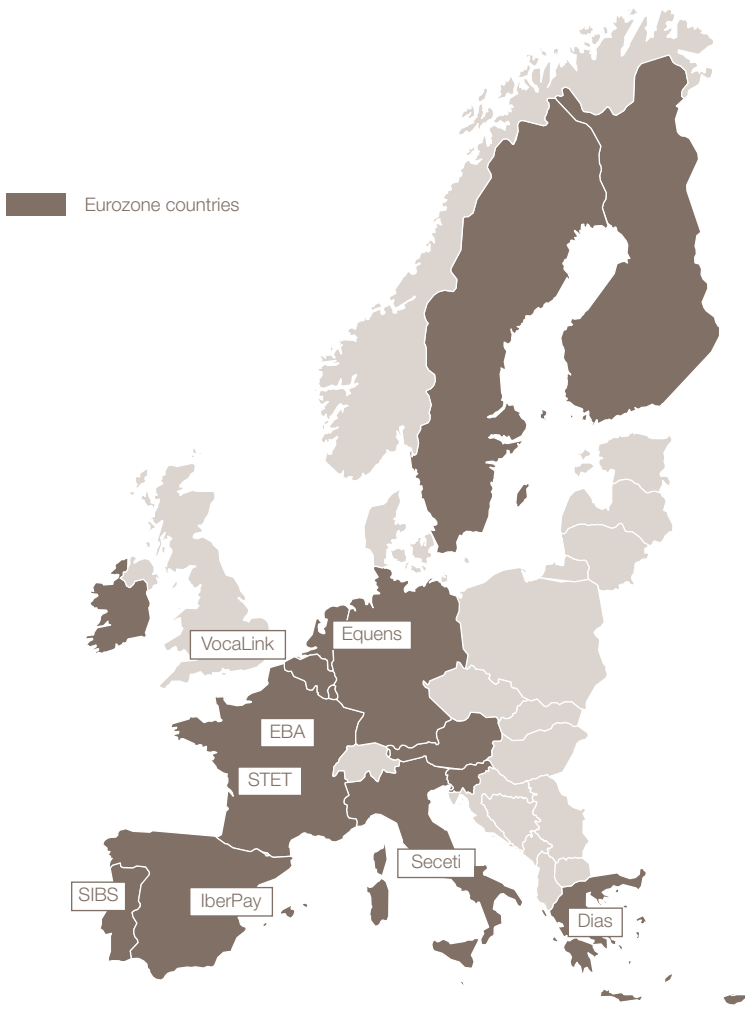 Eurozone countries
VocaLink
Equens
EBA
STET
Seceti
SIBS
IberPay
Dias